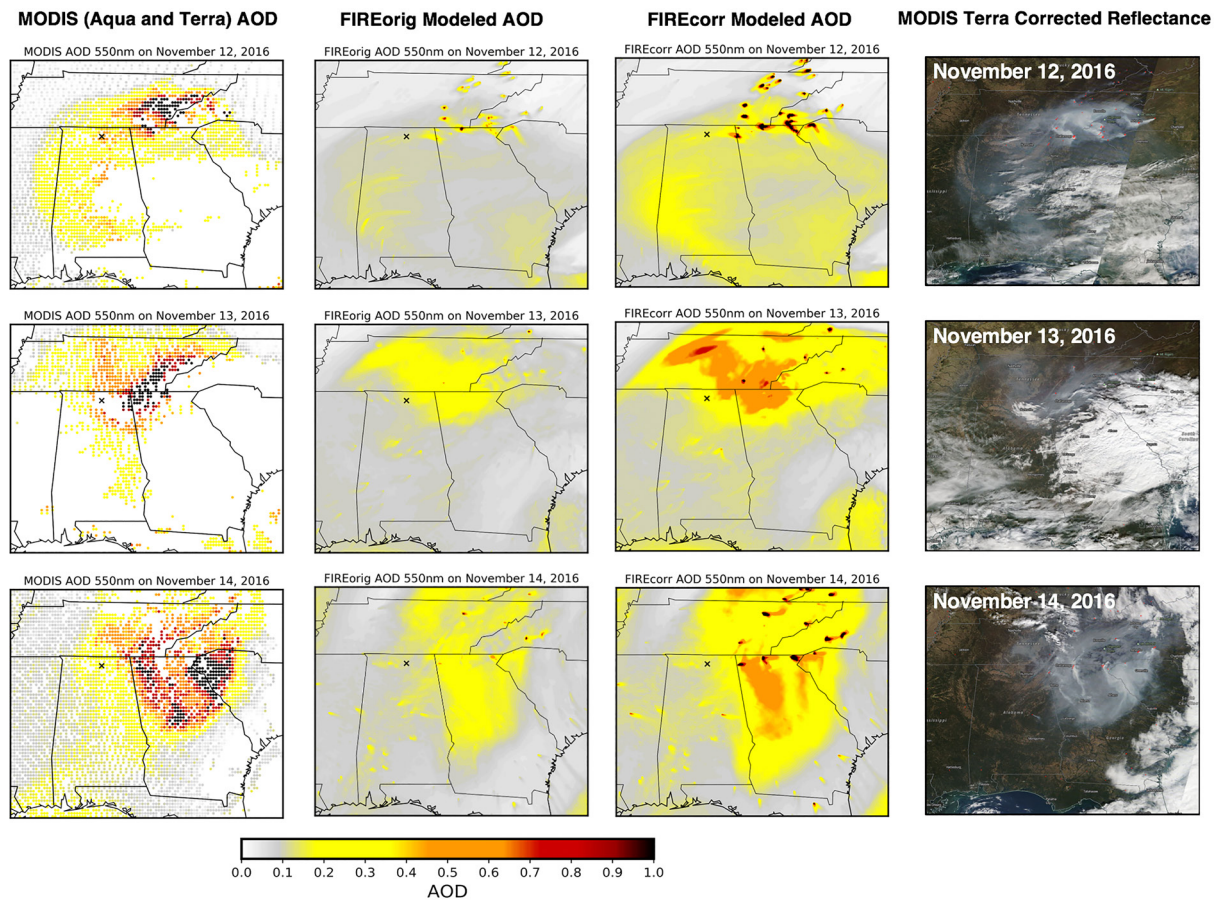 MODIS (Aqua and Terra) AOD
FIREorig Modeled AOD
FIREcorr Modeled AOD
MODIS Terra Corrected Reflectance
MODIS AOD 550nm on November 12, 2016
FIREorig AOD 550nm on November 12, 2016
FIREcorr AOD 550nm on November 12, 2016
November 12, 2016
MODIS AOD 550nm on November 13, 2016
FIREorig AOD 550nm on November 13, 2016
FIREcorr AOD 550nm on November 13, 2016
November 13, 2016
MODIS AOD 550nm on November 14, 2016
FIREorig AOD 550nm on November 14, 2016
FIREcorr AOD 550nm on November 14, 2016
November 14, 2016
0.0 0.1 0.2 0.3 0.4 0.5 0.6 0.7 0.8 0.9 1.0
AOD